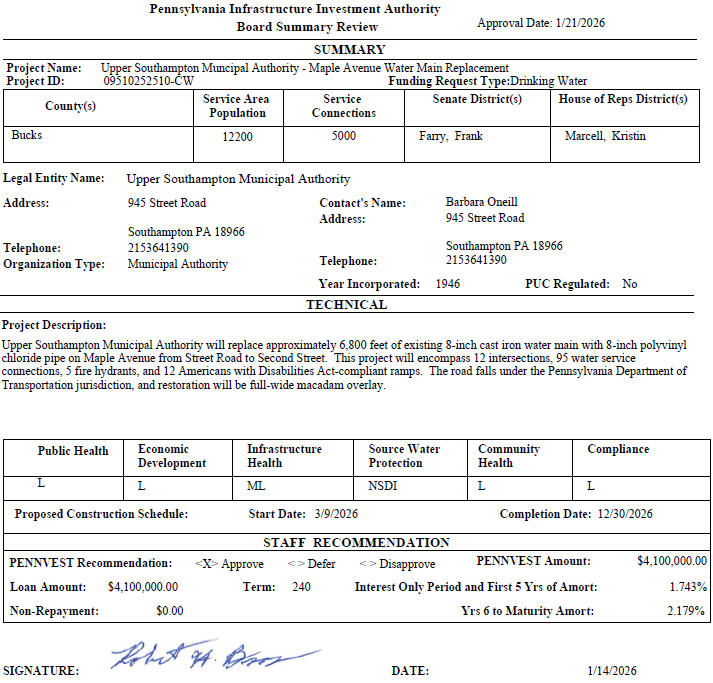 Pennsylvania Infrastructure Investment Authority
Board Summary Review
Approval Date: 1/21/2026
SUMMARY
Project Name: Upper Southampton Muncipal Authority - Maple Avenue Water Main Replacement
Project ID: 09510252510-CW Funding Request Type:Drinking Water
County(s) Service Area Population Service Connections Senate District(s) House of Reps District(s)
Bucks 12200 5000 Farry, Frank Marcell, Kristin
Legal Entity Name: Upper Southampton Municipal Authority
Address: 945 Street Road Contact's Name: Barbara Oneill
Address: 945 Street Road
Southampton PA 18966 Southampton PA 18966
Telephone: 2153641390 Telephone: 2153641390
Organization Type: Municipal Authority
Year Incorporated: 1946 PUC Regulated: No
TECHNICAL
Project Description:
Upper Southampton Municipal Authority will replace approximately 6,800 feet of existing 8-inch cast iron water main with 8-inch polyvinyl
chloride pipe on Maple Avenue from Street Road to Second Street. This project will encompass 12 intersections, 95 water service
connections, 5 fire hydrants, and 12 Americans with Disabilities Act-compliant ramps. The road falls under the Pennsylvania Department of
Transportation jurisdiction, and restoration will be full-wide macadam overlay.
Public Health Economic Development Infrastructure Health Source Water Protection Community Health Compliance
L L ML NSDI L L
Proposed Construction Schedule: Start Date: 3/9/2026 Completion Date: 12/30/2026
STAFF RECOMMENDATION
PENNVEST Recommendation: <X> Approve < > Defer < > Disapprove PENNVEST Amount: $4,100,000.00
Loan Amount: $4,100,000.00 Term: 240 Interest Only Period and First 5 Yrs of Amort: 1.743%
Non-Repayment: $0.00 Yrs 6 to Maturity Amort: 2.179%
SIGNATURE: DATE: 1/14/2026